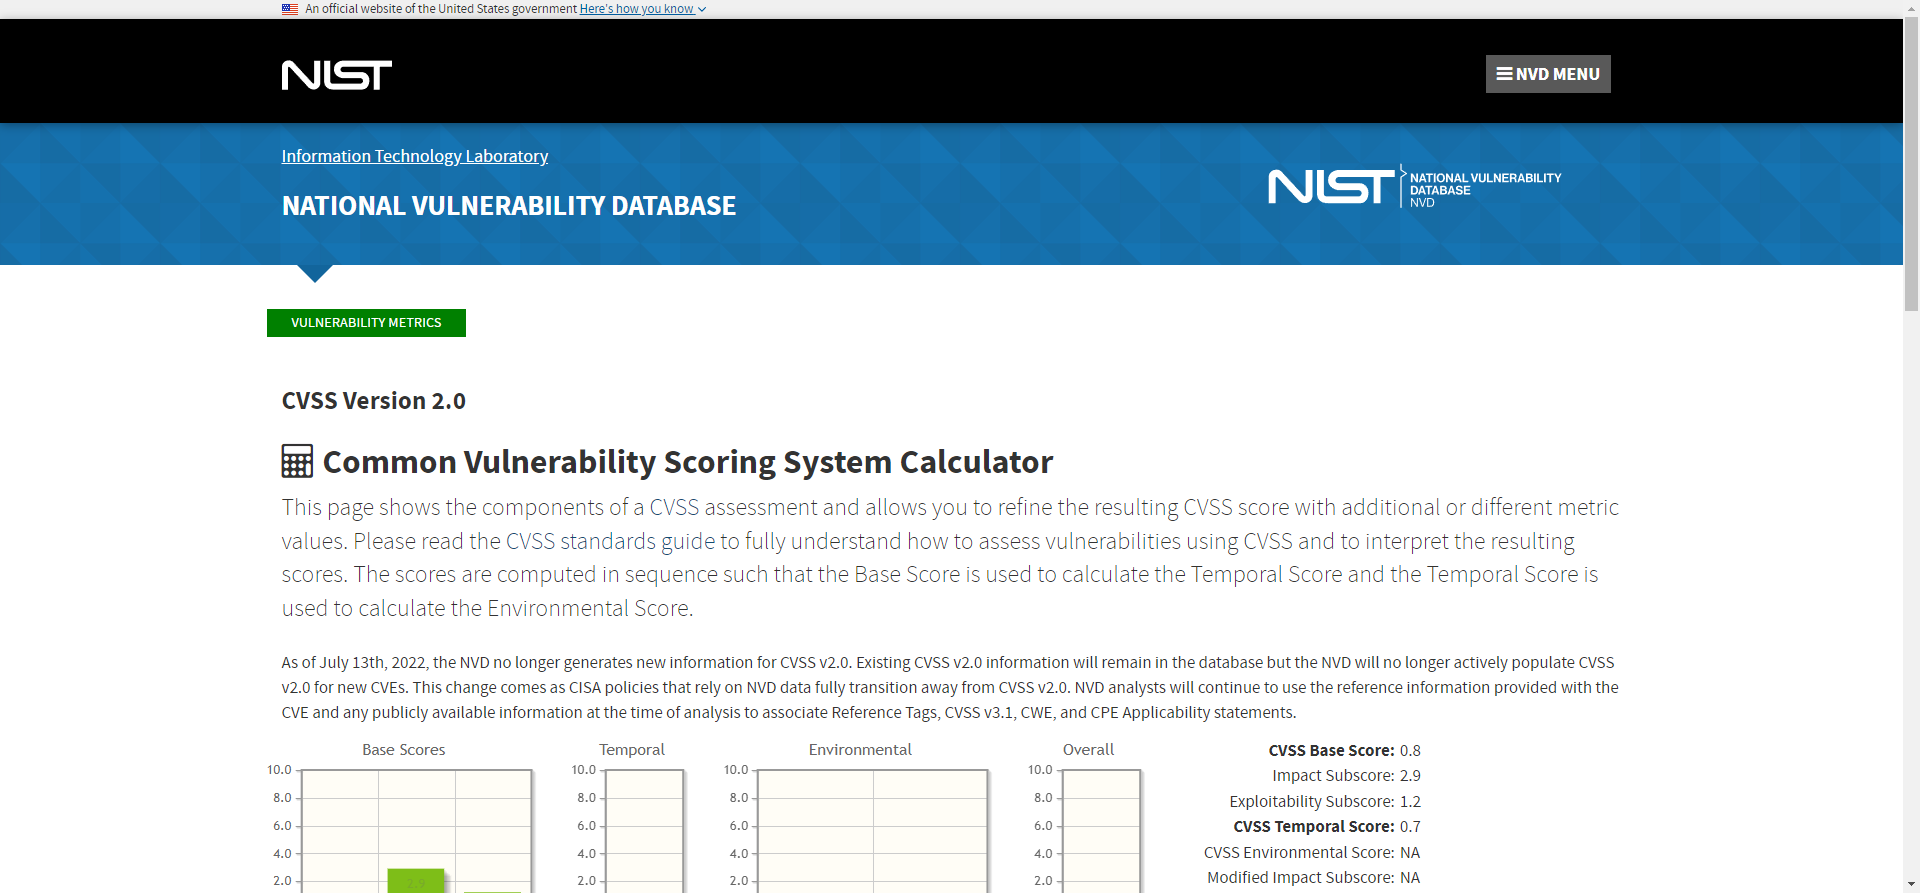 An official website of the United States government Here's how you know
NIST
NVD MENU
Information Technology Laboratory
NATIONAL VULNERABILITY DATABASE
NIST
NATIONAL VULNERABILITY
DATABASE
NVD
VULNERABILITY METRICS
CVSS Version 2.0
Common Vulnerability Scoring System Calculator
This page shows the components of a CVSS assessment and allows you to refine the resulting CVSS score with additional or different metric
values. Please read the CVSS standards guide to fully understand how to assess vulnerabilities using CVSS and to interpret the resulting
scores. The scores are computed in sequence such that the Base Score is used to calculate the Temporal Score and the Temporal Score is
used to calculate the Environmental Score.
As of July 13th, 2022, the NVD no longer generates new information for CVSS v2.0. Existing CVSS v2.0 information will remain in the database but the NVD will no longer actively populate CVSS
v2.0 for new CVEs. This change comes as CISA policies that rely on NVD data fully transition away from CVSS v2.0. NVD analysts will continue to use the reference information provided with the
CVE and any publicly available information at the time of analysis to associate Reference Tags, CVSS v3.1, CWE, and CPE Applicability statements.
Base Scores
10.0
8.0
6.0
4.0
2.0
2.9
Temporal
10.0
8.0
6.0
4.0
2.0
Environmental
10.0
8.0
6.0
4.0
2.0
Overall
10.0
8.0
6.0
4.0
2.0
CVSS Base Score: 0.8
Impact Subscore: 2.9
Exploitability Subscore: 1.2
CVSS Temporal Score: 0.7
CVSS Environmental Score: NA
Modified Impact Subscore: NA